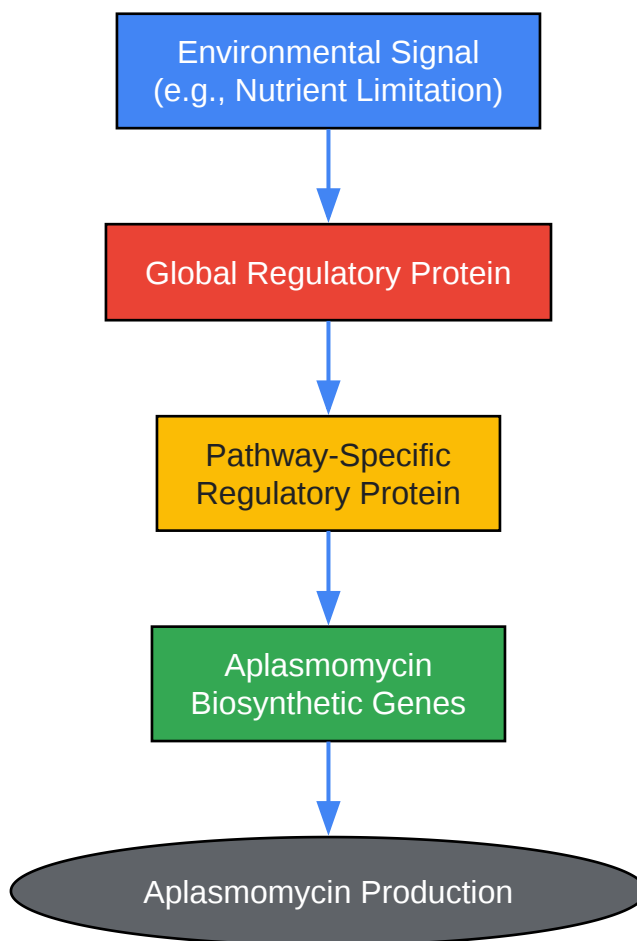 Environmental Signal
(e.g., Nutrient Limitation)
Global Regulatory Protein
Pathway-Specific
Regulatory Protein
Aplasmomycin
Biosynthetic Genes
Aplasmomycin Production